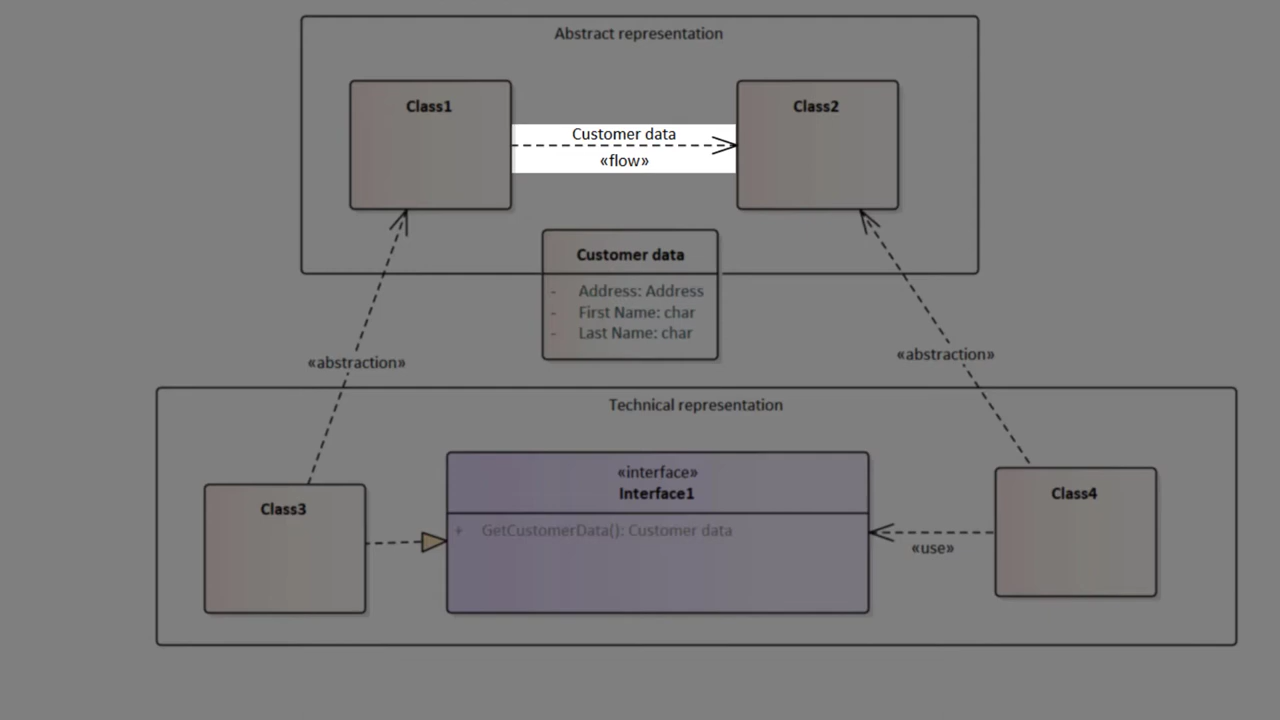 Abstract representation
Class1
Class2
Customer data
«flow»
Customer data
- Address: Address
- First Name: char
- Last Name: char
«abstraction»
«abstraction»
Technical representation
«interface»
Interface1
+ GetCustomerData(): Customer data
Class3
Class4
«use»